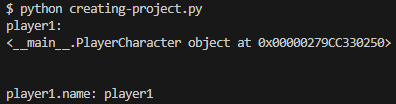 $ python creating-project.py
player1:
<__main__.PlayerCharacter object at 0x00000279CC330250>
player1.name: player1